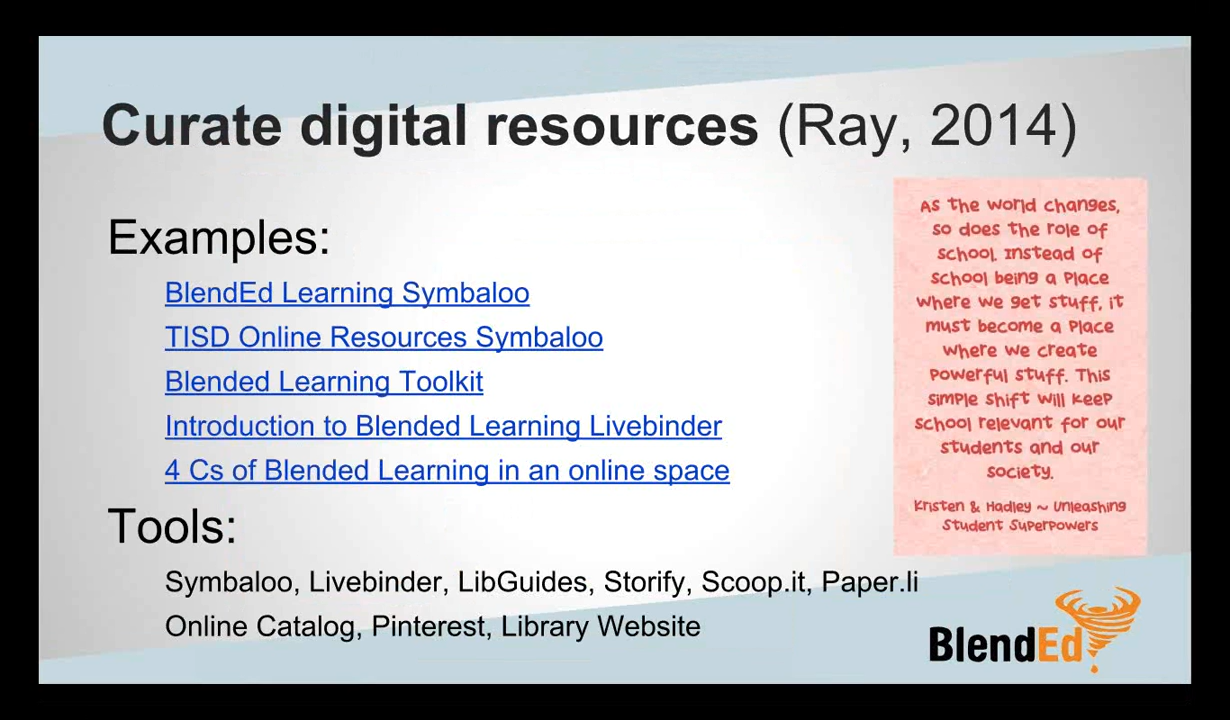 Curate digital resources (Ray, 2014)
Examples:
BlendEd Learning Symbaloo
TISD Online Resources Symbaloo
Blended Learning Toolkit
Introduction to Blended Learning Livebinder
4 Cs of Blended Learning in an online space
Tools:
Symbaloo, Livebinder, LibGuides, Storify, Scoop.it, Paper.li
Online Catalog, Pinterest, Library Website
As the world changes,
so does the role of
school. Instead of
school being a place
where we get stuff, it
must become a place
where we create
powerful stuff. This
simple shift will keep
school relevant for our
students and our
society.
Kristen & Hadley ~ Unleashing
Student Superpowers
BlendEd